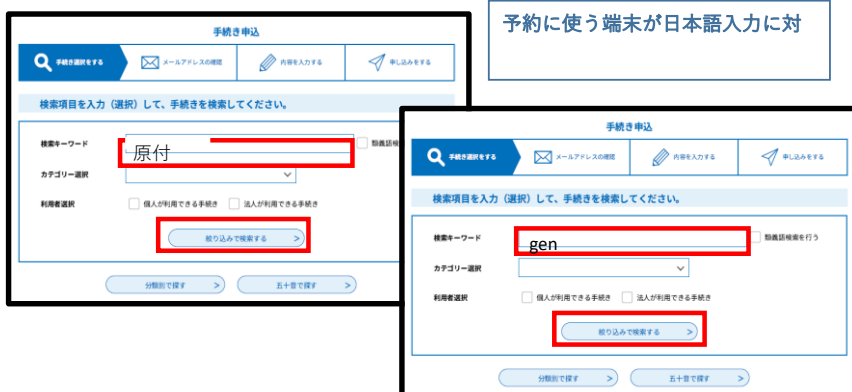 予約に使う端末が日本語入力に対
手続き申込
手続き選択をする
メールアドレスの確認
内容を入力する
申し込みをする
検索項目を入力（選択）して、手続きを検索してください。
検索キーワード
原付
類義語検
カテゴリー選択
利用者選択
個人が利用できる手続き
法人が利用できる手続き
絞り込みで検索する
分類別で探す
五十音で探す
手続き申込
手続き選択をする
メールアドレスの確認
内容を入力する
申し込みをする
検索項目を入力（選択）して、手続きを検索してください。
検索キーワード
gen
類義語検索を行う
カテゴリー選択
利用者選択
個人が利用できる手続き
法人が利用できる手続き
絞り込みで検索する
分類別で探す
五十音で探す